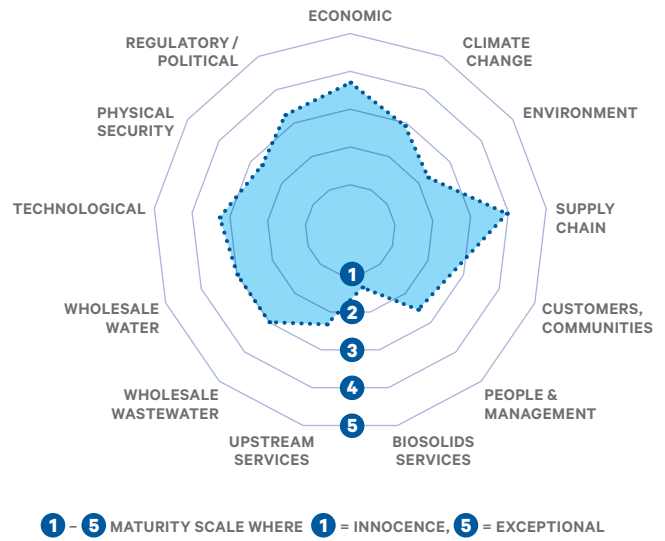 ECONOMIC
REGULATORY /
POLITICAL
CLIMATE
CHANGE
PHYSICAL
SECURITY
ENVIRONMENT
TECHNOLOGICAL
SUPPLY
CHAIN
WHOLESALE
WATER
CUSTOMERS,
COMMUNITIES
WHOLESALE
WASTEWATER
PEOPLE &
MANAGEMENT
UPSTREAM
SERVICES
BIOSOLIDS
SERVICES
1
2
3
4
5
1 – 5 MATURITY SCALE WHERE 1 = INNOCENCE, 5 = EXCEPTIONAL